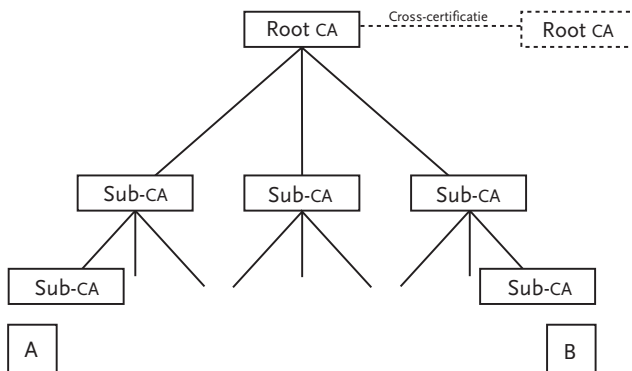 Root CA
Cross-certificatie
Root CA
Sub-CA
Sub-CA
Sub-CA
Sub-CA
Sub-CA
A
B